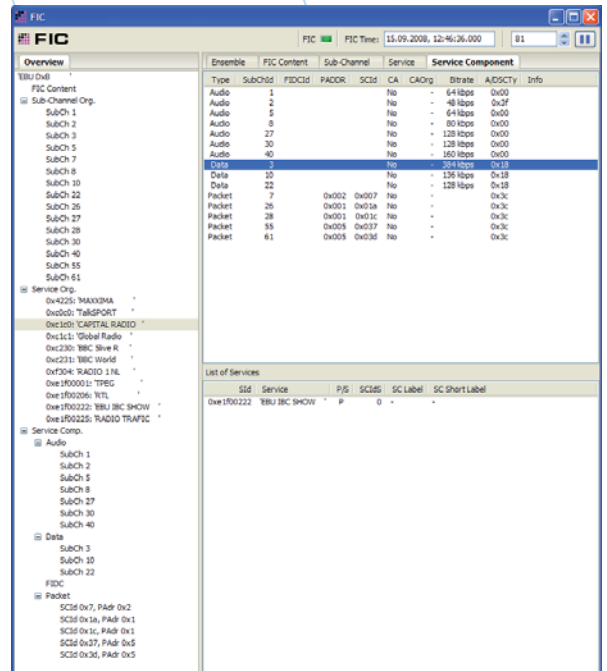 FIC
FIC
FIC FIC Time: 15.09.2008, 12:46:36.000 81
Overview
'EBU DxB '
FIC Content
Sub-Channel Org.
SubCh 1
SubCh 2
SubCh 3
SubCh 5
SubCh 7
SubCh 8
SubCh 10
SubCh 22
SubCh 26
SubCh 27
SubCh 28
SubCh 30
SubCh 40
SubCh 55
SubCh 61
Service Org.
0x4225: 'MAXXIMA '
0xc0c0: 'TalkSPORT '
0xc1c0: 'CAPITAL RADIO '
0xc1c1: 'Global Radio '
0xc230: 'BBC 5live R '
0xc231: 'BBC World '
0xf304: 'RADIO 1 NL '
0xe1f00001: 'TPEG '
0xe1f00206: 'RTL '
0xe1f00222: 'EBU IBC SHOW '
0xe1f00225: 'RADIO TRAFIC '
Service Comp.
Audio
SubCh 1
SubCh 2
SubCh 5
SubCh 8
SubCh 27
SubCh 30
SubCh 40
Data
SubCh 3
SubCh 10
SubCh 22
FIDC
Packet
SCId 0x7, PAdr 0x2
SCId 0x1a, PAdr 0x1
SCId 0x1c, PAdr 0x1
SCId 0x37, PAdr 0x5
SCId 0x3d, PAdr 0x5
Ensemble FIC Content Sub-Channel Service Service Component
Type SubChId FIDCId PADDR SCId CA CAOrg Bitrate A/DSCTy Info
Audio 1 No - 64 kbps 0x00
Audio 2 No - 48 kbps 0x3f
Audio 5 No - 64 kbps 0x00
Audio 8 No - 80 kbps 0x00
Audio 27 No - 128 kbps 0x00
Audio 30 No - 128 kbps 0x00
Audio 40 No - 160 kbps 0x00
Data 3 No - 384 kbps 0x18
Data 10 No - 136 kbps 0x18
Data 22 No - 128 kbps 0x18
Packet 7 0x002 0x007 No - 0x3c
Packet 26 0x001 0x01a No - 0x3c
Packet 28 0x001 0x01c No - 0x3c
Packet 55 0x005 0x037 No - 0x3c
Packet 61 0x005 0x03d No - 0x3c
List of Services
SId Service P/S SCIdS SC Label SC Short Label
0xe1f00222 'EBU IBC SHOW ' P 0 - -